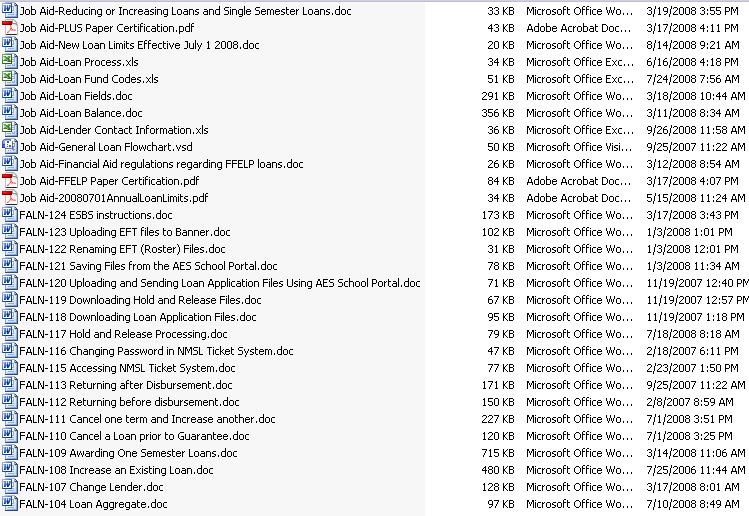 Job Aid-Reducing or Increasing Loans and Single Semester Loans.doc 33 KB Microsoft Office Wo... 3/19/2008 3:55 PM
Job Aid-PLUS Paper Certification.pdf 43 KB Adobe Acrobat Doc... 3/17/2008 4:11 PM
Job Aid-New Loan Limits Effective July 1 2008.doc 20 KB Microsoft Office Wo... 8/14/2008 9:21 AM
Job Aid-Loan Process.xls 34 KB Microsoft Office Exc... 6/16/2008 4:18 PM
Job Aid-Loan Fund Codes.xls 51 KB Microsoft Office Exc... 7/24/2008 7:56 AM
Job Aid-Loan Fields.doc 291 KB Microsoft Office Wo... 3/18/2008 10:44 AM
Job Aid-Loan Balance.doc 356 KB Microsoft Office Wo... 3/11/2008 8:34 AM
Job Aid-Lender Contact Information.xls 36 KB Microsoft Office Exc... 9/26/2008 11:58 AM
Job Aid-General Loan Flowchart.vsd 50 KB Microsoft Office Visi... 9/25/2007 11:22 AM
Job Aid-Financial Aid regulations regarding FFELP loans.doc 26 KB Microsoft Office Wo... 3/12/2008 8:54 AM
Job Aid-FFELP Paper Certification.pdf 84 KB Adobe Acrobat Doc... 3/17/2008 4:07 PM
Job Aid-20080701AnnualLoanLimits.pdf 34 KB Adobe Acrobat Doc... 5/15/2008 11:24 AM
FALN-124 ESBS instructions.doc 173 KB Microsoft Office Wo... 3/17/2008 3:43 PM
FALN-123 Uploading EFT files to Banner.doc 102 KB Microsoft Office Wo... 1/3/2008 1:01 PM
FALN-122 Renaming EFT (Roster) Files.doc 31 KB Microsoft Office Wo... 1/3/2008 12:01 PM
FALN-121 Saving Files from the AES School Portal.doc 78 KB Microsoft Office Wo... 1/3/2008 11:34 AM
FALN-120 Uploading and Sending Loan Application Files Using AES School Portal.doc 71 KB Microsoft Office Wo... 11/19/2007 12:40 PM
FALN-119 Downloading Hold and Release Files.doc 67 KB Microsoft Office Wo... 11/19/2007 12:57 PM
FALN-118 Downloading Loan Application Files.doc 95 KB Microsoft Office Wo... 11/19/2007 1:18 PM
FALN-117 Hold and Release Processing.doc 79 KB Microsoft Office Wo... 7/18/2008 8:18 AM
FALN-116 Changing Password in NMSL Ticket System.doc 47 KB Microsoft Office Wo... 2/18/2007 6:11 PM
FALN-115 Accessing NMSL Ticket System.doc 77 KB Microsoft Office Wo... 2/23/2007 1:50 PM
FALN-113 Returning after Disbursement.doc 171 KB Microsoft Office Wo... 9/25/2007 11:22 AM
FALN-112 Returning before disbursement.doc 150 KB Microsoft Office Wo... 2/8/2007 8:59 AM
FALN-111 Cancel one term and Increase another.doc 227 KB Microsoft Office Wo... 7/1/2008 3:51 PM
FALN-110 Cancel a Loan prior to Guarantee.doc 120 KB Microsoft Office Wo... 7/1/2008 3:25 PM
FALN-109 Awarding One Semester Loans.doc 715 KB Microsoft Office Wo... 3/14/2008 11:06 AM
FALN-108 Increase an Existing Loan.doc 480 KB Microsoft Office Wo... 7/25/2006 11:44 AM
FALN-107 Change Lender.doc 128 KB Microsoft Office Wo... 3/17/2008 8:01 AM
FALN-104 Loan Aggregate.doc 97 KB Microsoft Office Wo... 7/10/2008 8:49 AM